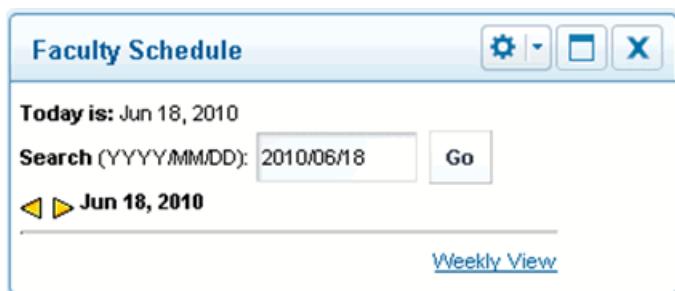 Faculty Schedule
Today is: Jun 18, 2010
Search (YYYY/MM/DD): 2010/06/18 Go
Jun 18, 2010
Weekly View